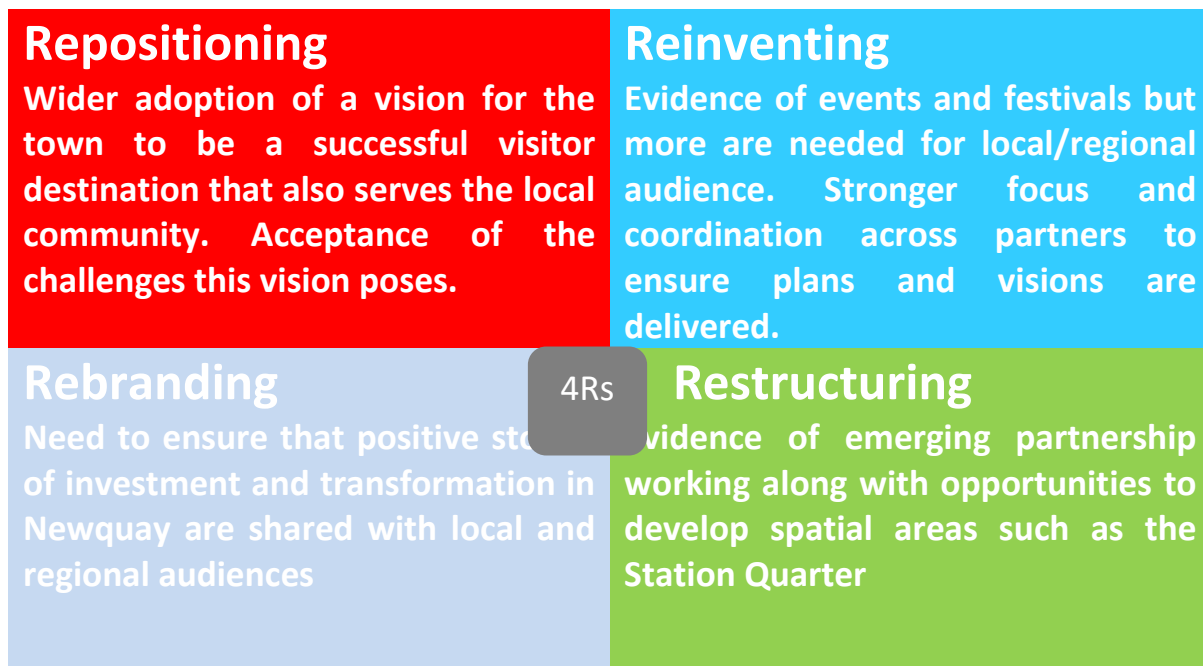 Repositioning
Wider adoption of a vision for the
town to be a successful visitor
destination that also serves the local
community. Acceptance of the
challenges this vision poses.
Reinventing
Evidence of events and festivals but
more are needed for local/regional
audience. Stronger focus and
coordination across partners to
ensure plans and visions are
delivered.
Rebranding
Need to ensure that positive
of investment and transformation in
Newquay are shared with local and
regional audiences
4Rs
Restructuring
vidence of emerging partnership
working along with opportunities to
develop spatial areas such as the
Station Quarter